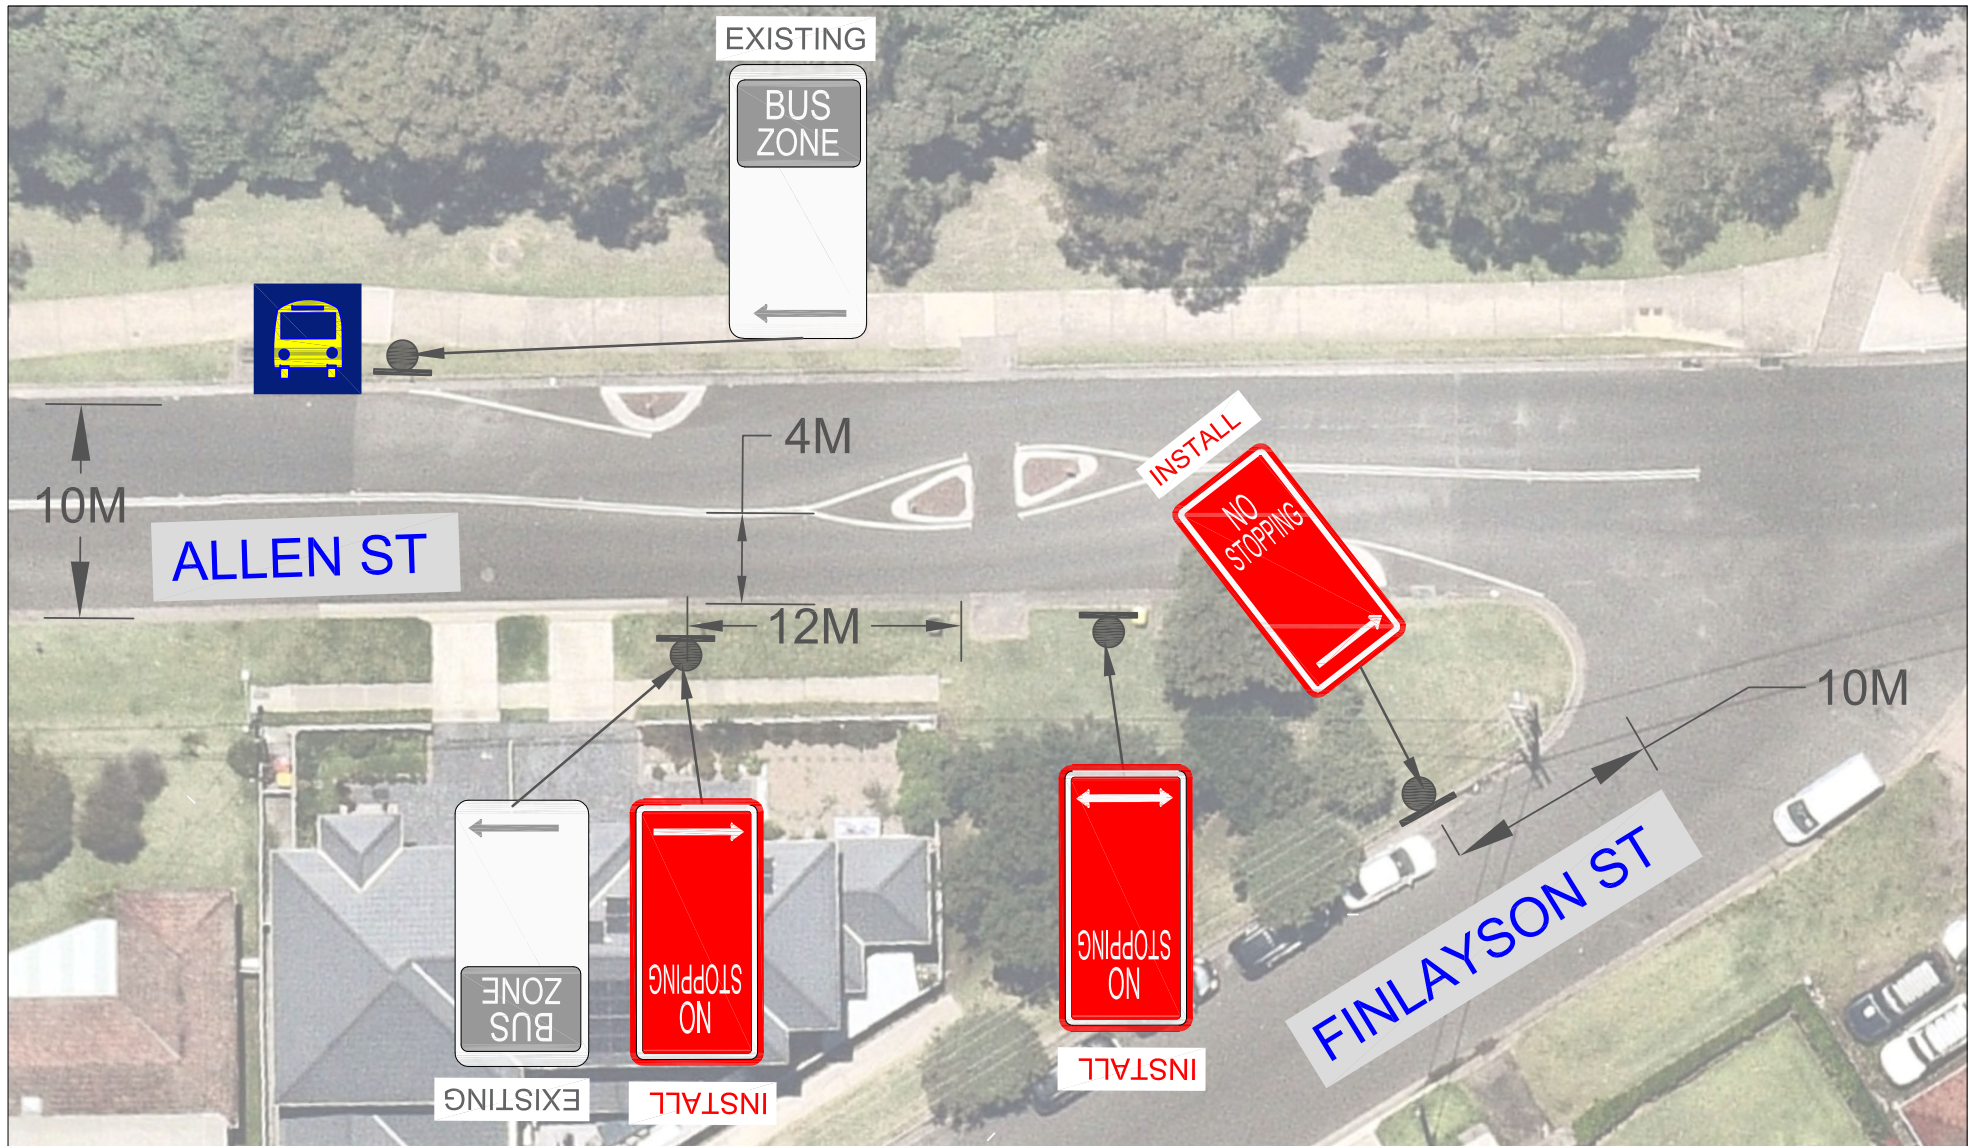 EXISTING
BUS
ZONE
4M
10M
ALLEN ST
INSTALL
NO
STOPPING
12M
10M
BUS
ZONE
EXISTING
NO
STOPPING
INSTALL
NO
STOPPING
INSTALL
FINLAYSON ST